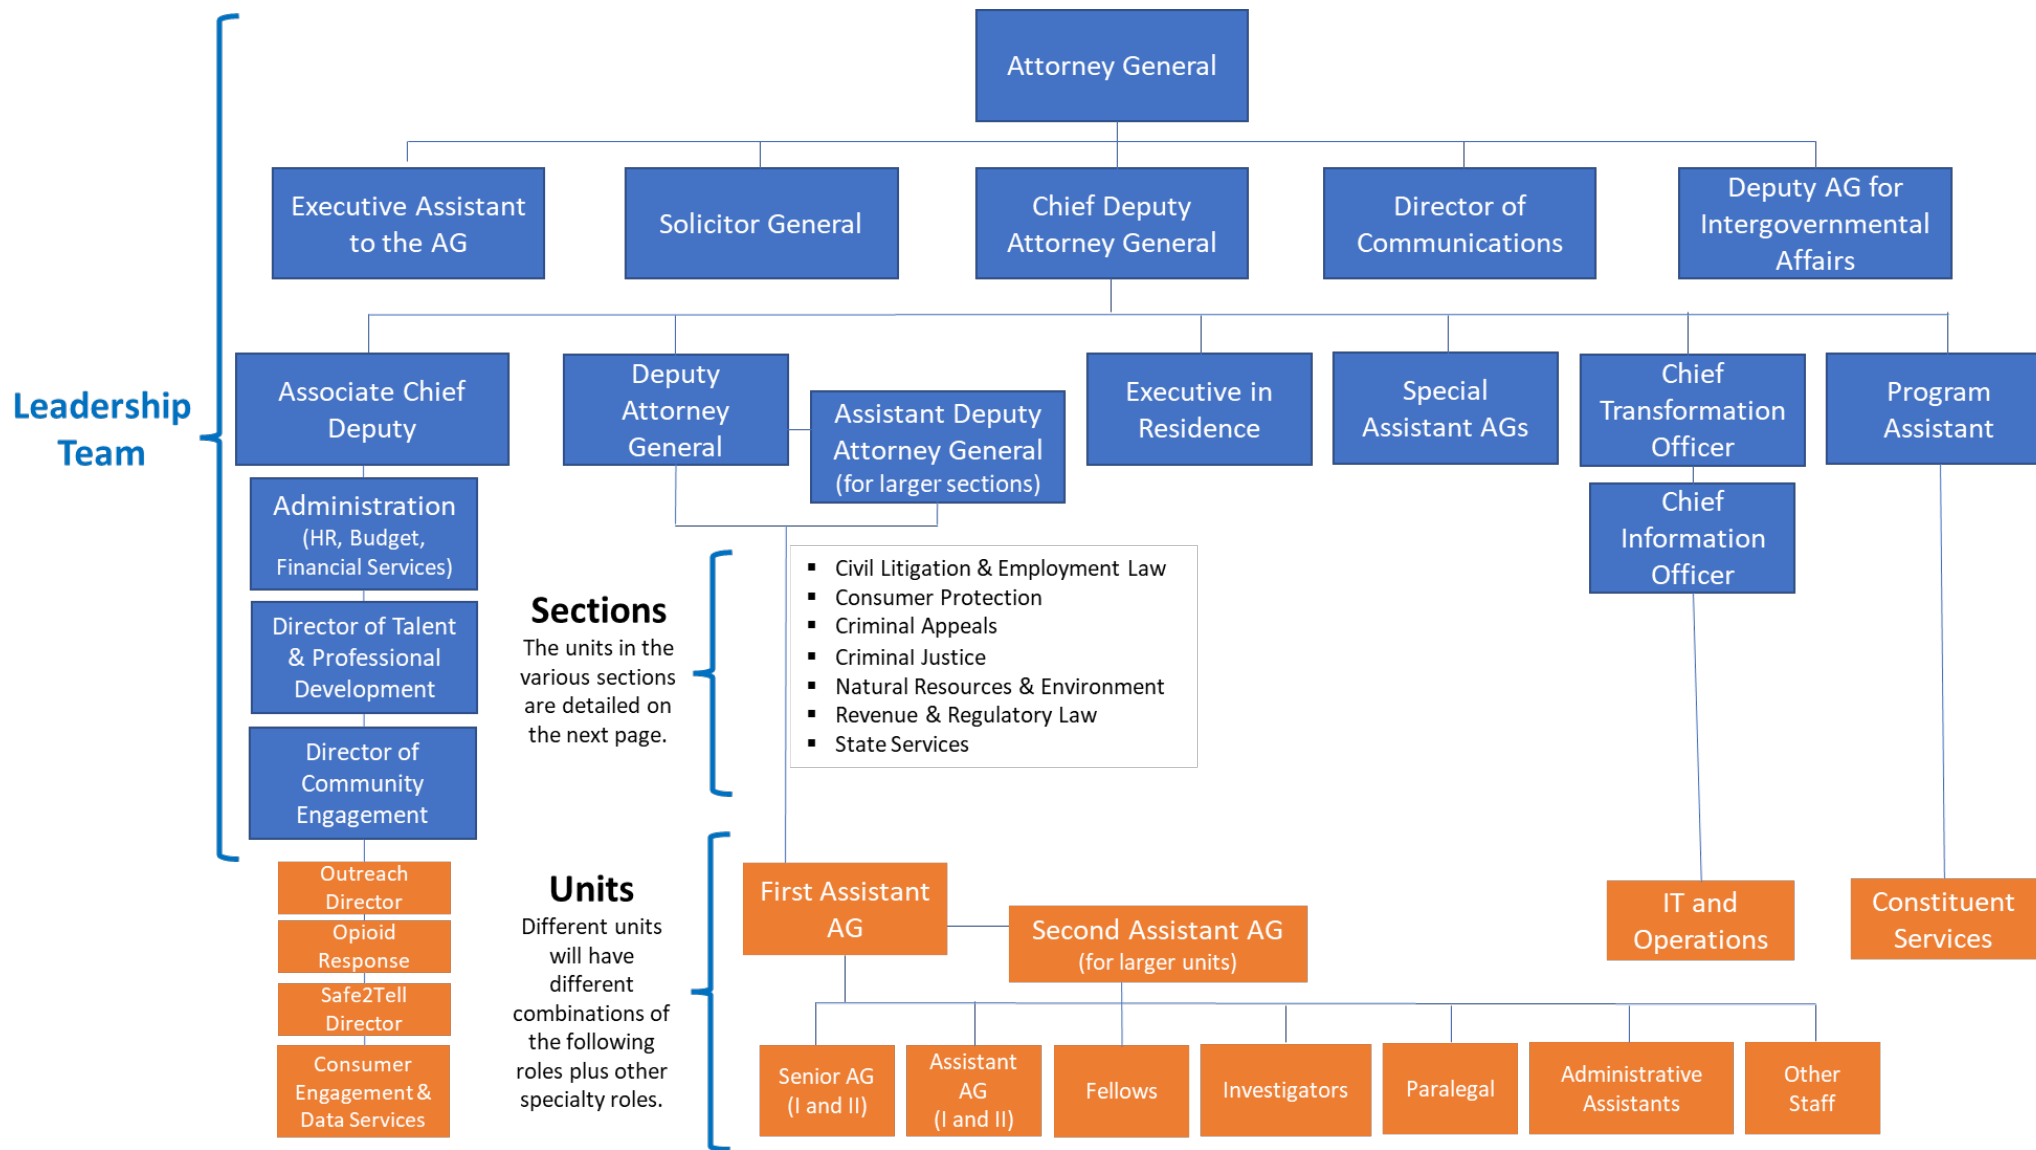 Attorney General
Executive Assistant
to the AG
Solicitor General
Chief Deputy
Attorney General
Director of
Communications
Deputy AG for
Intergovernmental
Affairs
Leadership
Team
Associate Chief
Deputy
Deputy
Attorney
General
Assistant Deputy
Attorney General
(for larger sections)
Executive in
Residence
Special
Assistant AGs
Chief
Transformation
Officer
Program
Assistant
Administration
(HR, Budget,
Financial Services)
Chief
Information
Officer
Director of Talent
& Professional
Development
Director of
Community
Engagement
Sections
The units in the
various sections
are detailed on
the next page.
▪ Civil Litigation & Employment Law
▪ Consumer Protection
▪ Criminal Appeals
▪ Criminal Justice
▪ Natural Resources & Environment
▪ Revenue & Regulatory Law
▪ State Services
Outreach
Director
Opioid
Response
Safe2Tell
Director
Consumer
Engagement &
Data Services
Units
Different units
will have
different
combinations of
the following
roles plus other
specialty roles.
First Assistant
AG
Second Assistant AG
(for larger units)
IT and
Operations
Constituent
Services
Senior AG
(I and II)
Assistant
AG
(I and II)
Fellows
Investigators
Paralegal
Administrative
Assistants
Other
Staff